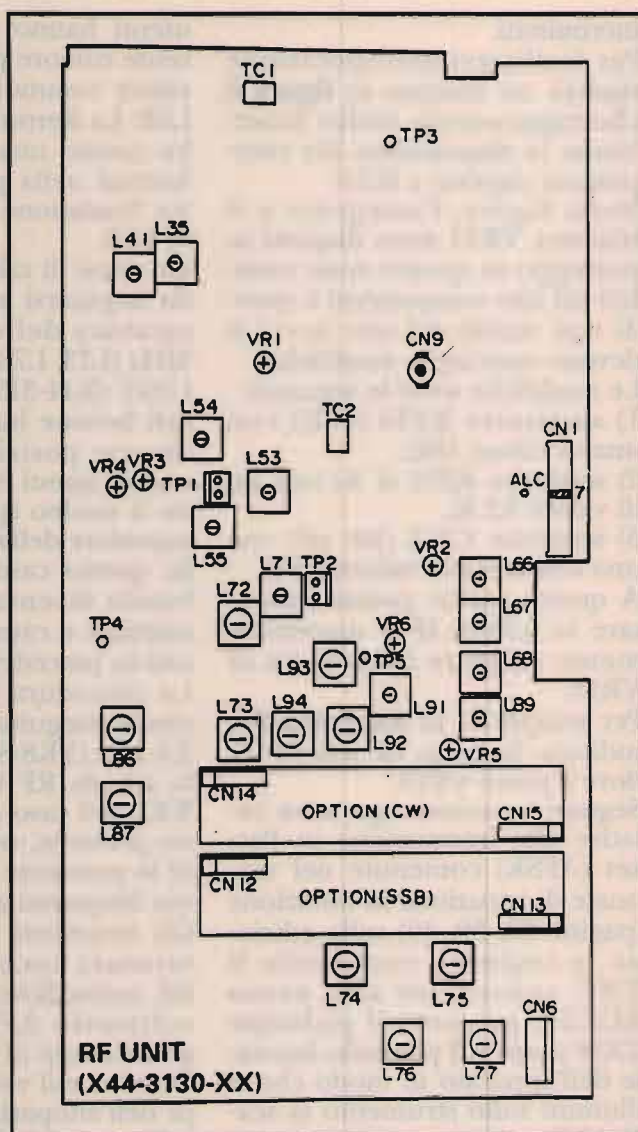 TC1
TP3
L41
L35
VR1
CN9
L54
TC2
CN1
VR4
VR3
TP1
L53
ALC
7
L55
VR2
L71
TP2
L66
L72
L67
TP4
VR6
L93
TP5
L68
L73
L94
L91
L89
L86
L92
VR5
L87
CN14
OPTION (CW)
CN15
CN12
OPTION(SSB)
CN13
L74
L75
CN6
L76
L77
RF UNIT
(X44-3130-XX)